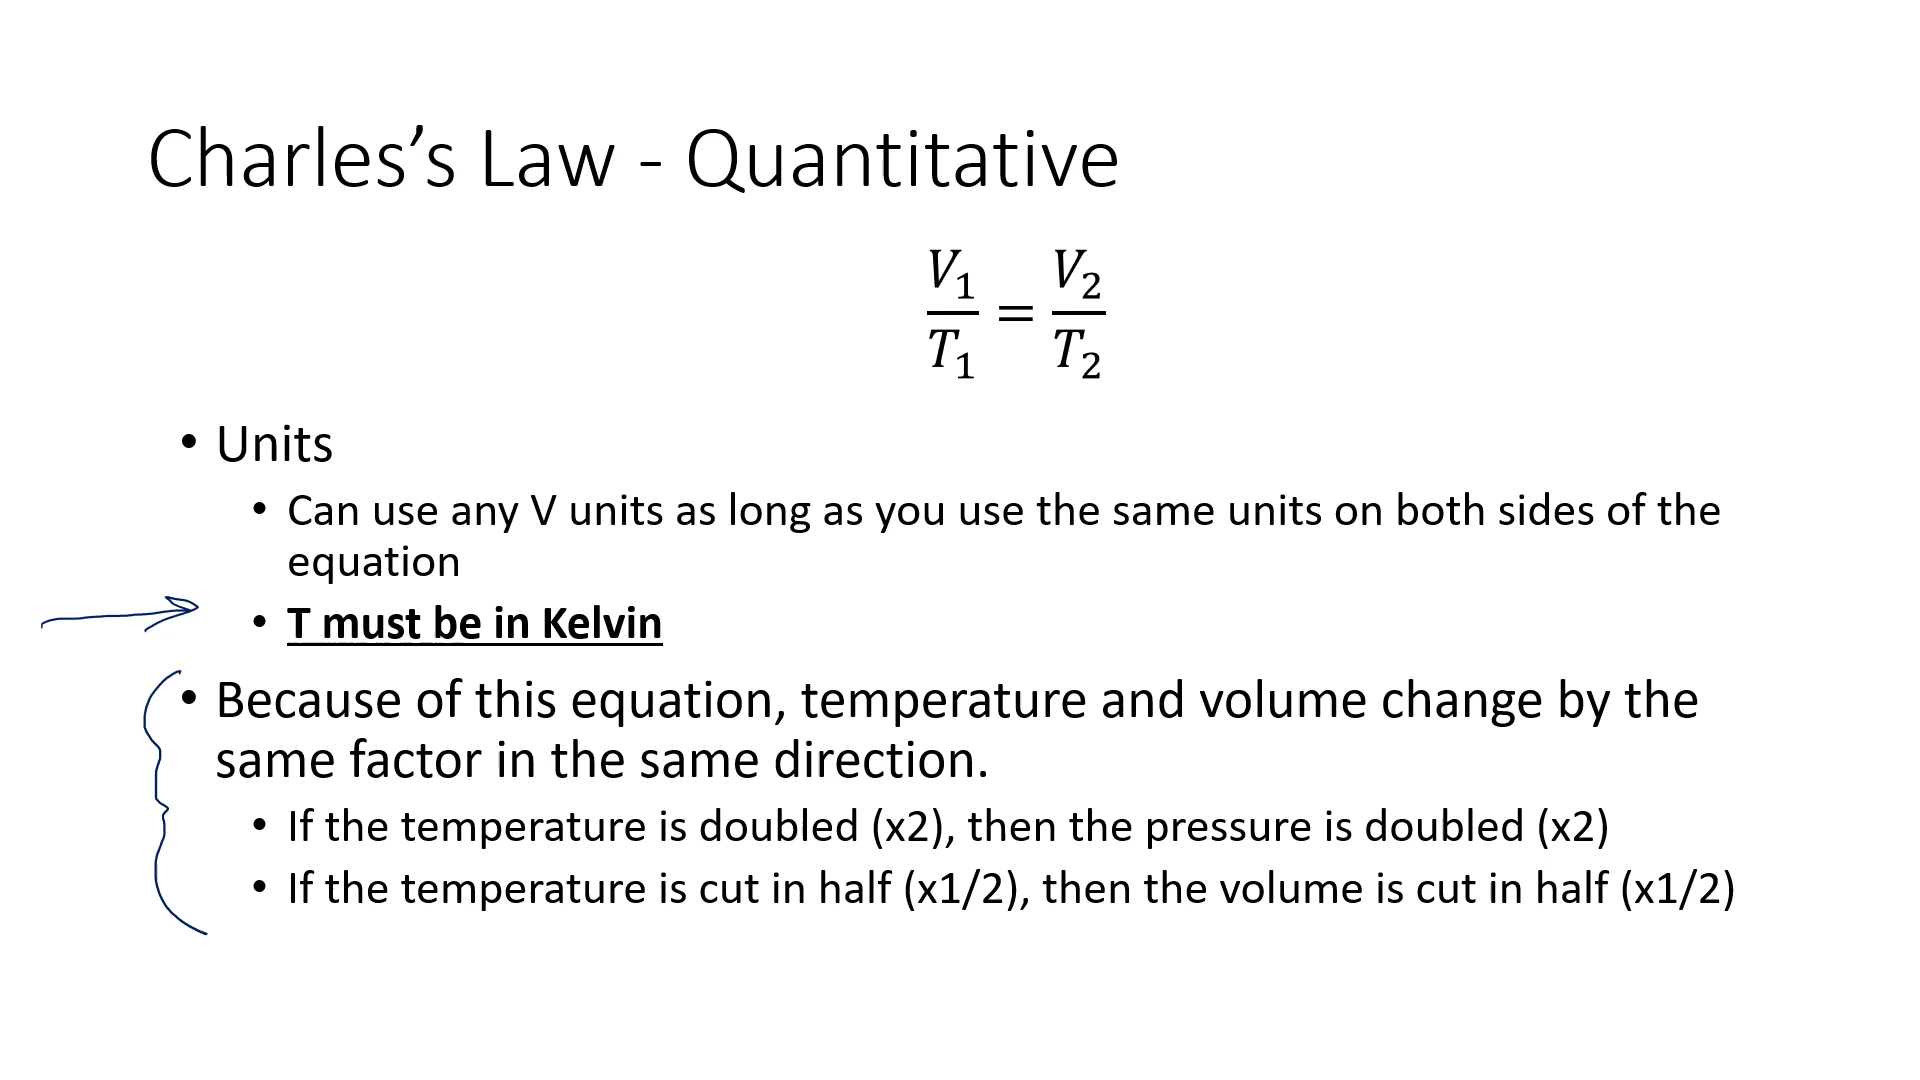 Charles’s Law - Quantitative
V₁/T₁ = V₂/T₂
• Units
• Can use any V units as long as you use the same units on both sides of the
equation
• T must be in Kelvin
• Because of this equation, temperature and volume change by the
same factor in the same direction.
• If the temperature is doubled (x2), then the pressure is doubled (x2)
• If the temperature is cut in half (x1/2), then the volume is cut in half (x1/2)